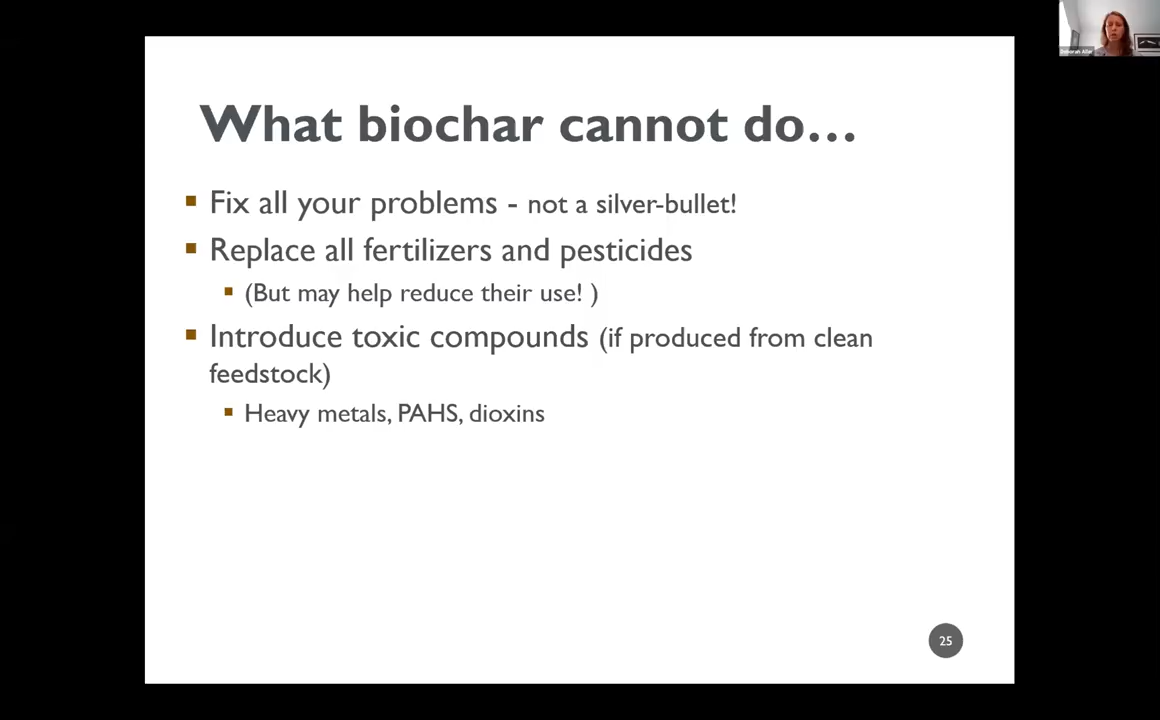 What biochar cannot do...
Fix all your problems - not a silver-bullet!
Replace all fertilizers and pesticides
(But may help reduce their use! )
Introduce toxic compounds (if produced from clean
feedstock)
Heavy metals, PAHS, dioxins
25